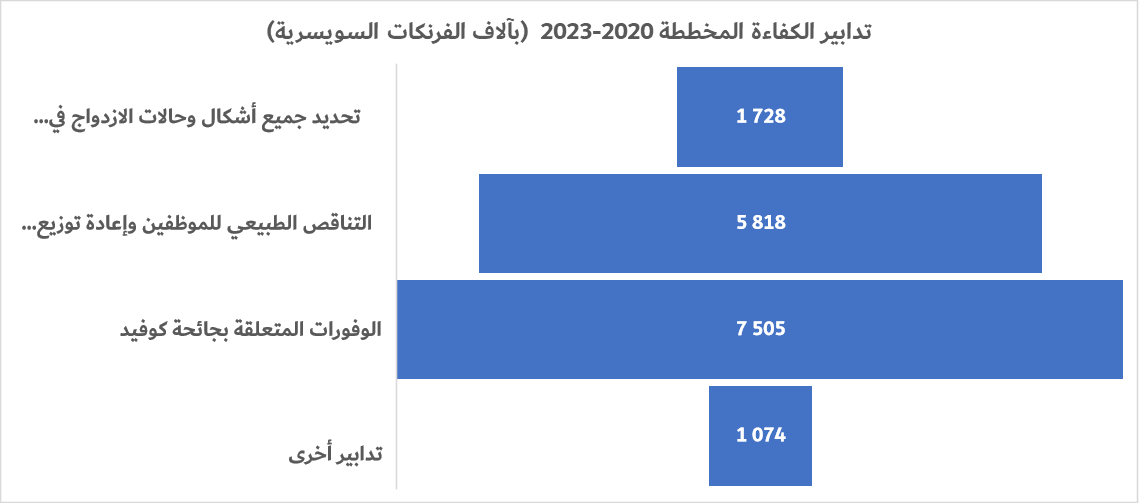 تدابير الكفاءة المخططة 2020-2023 (بآلاف الفرنكات السويسرية)
تحديد جميع أشكال وحالات الازدواج في...
1 728
التناقص الطبيعي للموظفين وإعادة توزيع...
5 818
الوفورات المتعلقة بجائحة كوفيد
7 505
تدابير أخرى
1 074